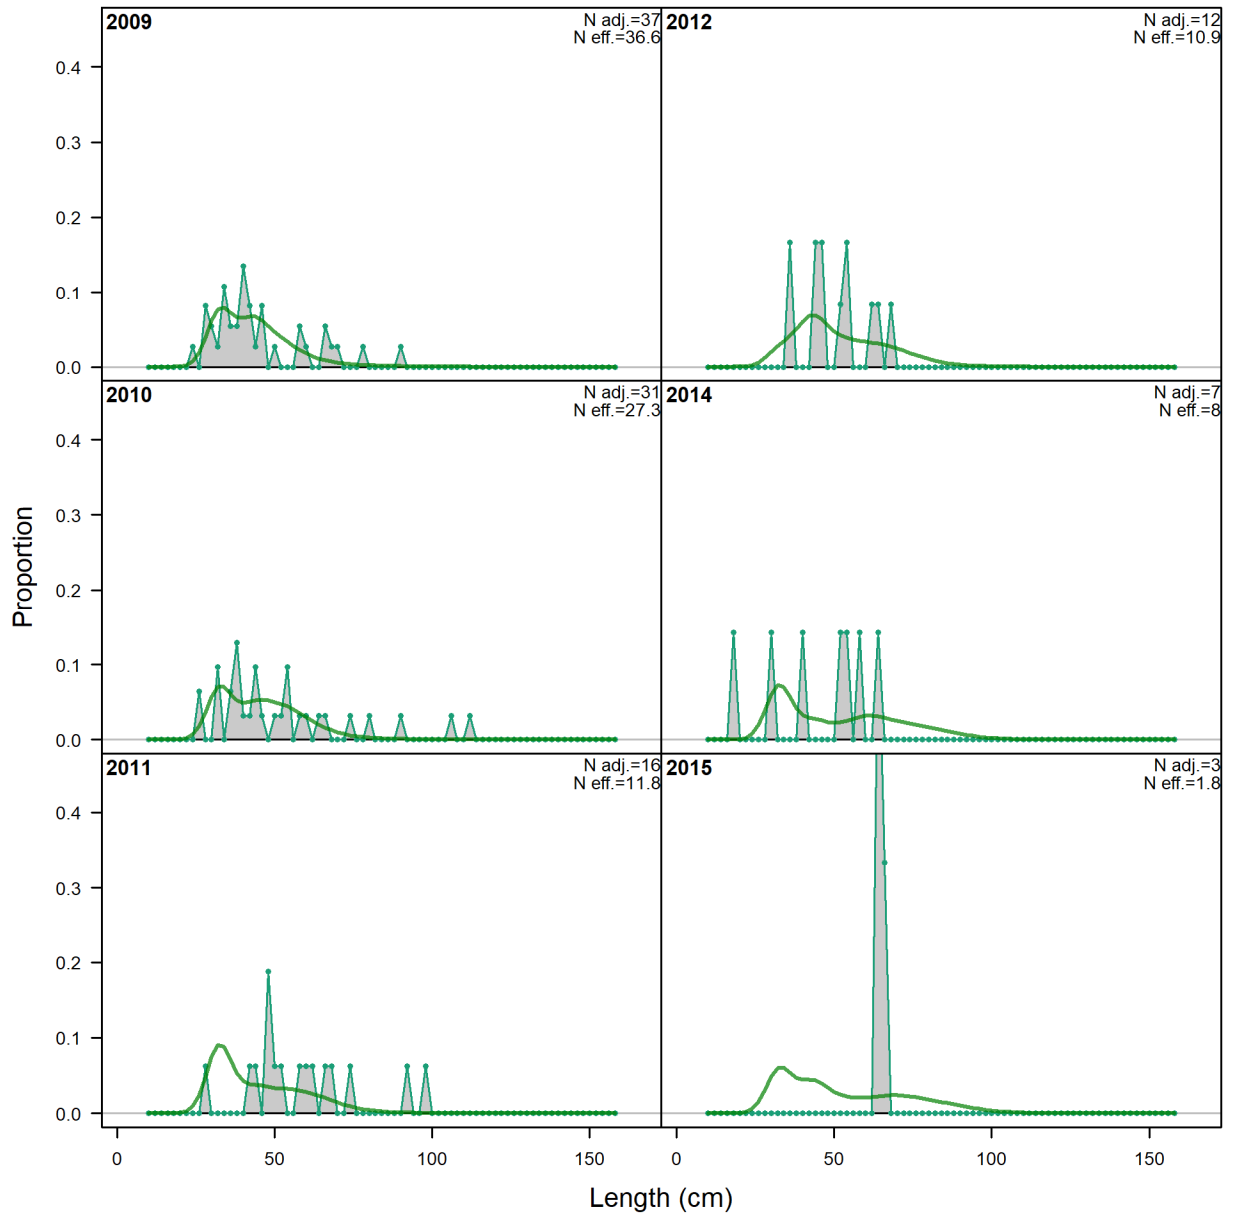 2009
N adj.=37
N eff.=36.6
2012
N adj.=12
N eff.=10.9
0.4
0.3
0.2
0.1
0.0
2010
N adj.=31
N eff.=27.3
2014
N adj.=7
N eff.=8
0.4
0.3
0.2
0.1
0.0
2011
N adj.=16
N eff.=11.8
2015
N adj.=3
N eff.=1.8
0.4
0.3
0.2
0.1
0.0
0 50 100 150 0 50 100 150
Proportion
Length (cm)